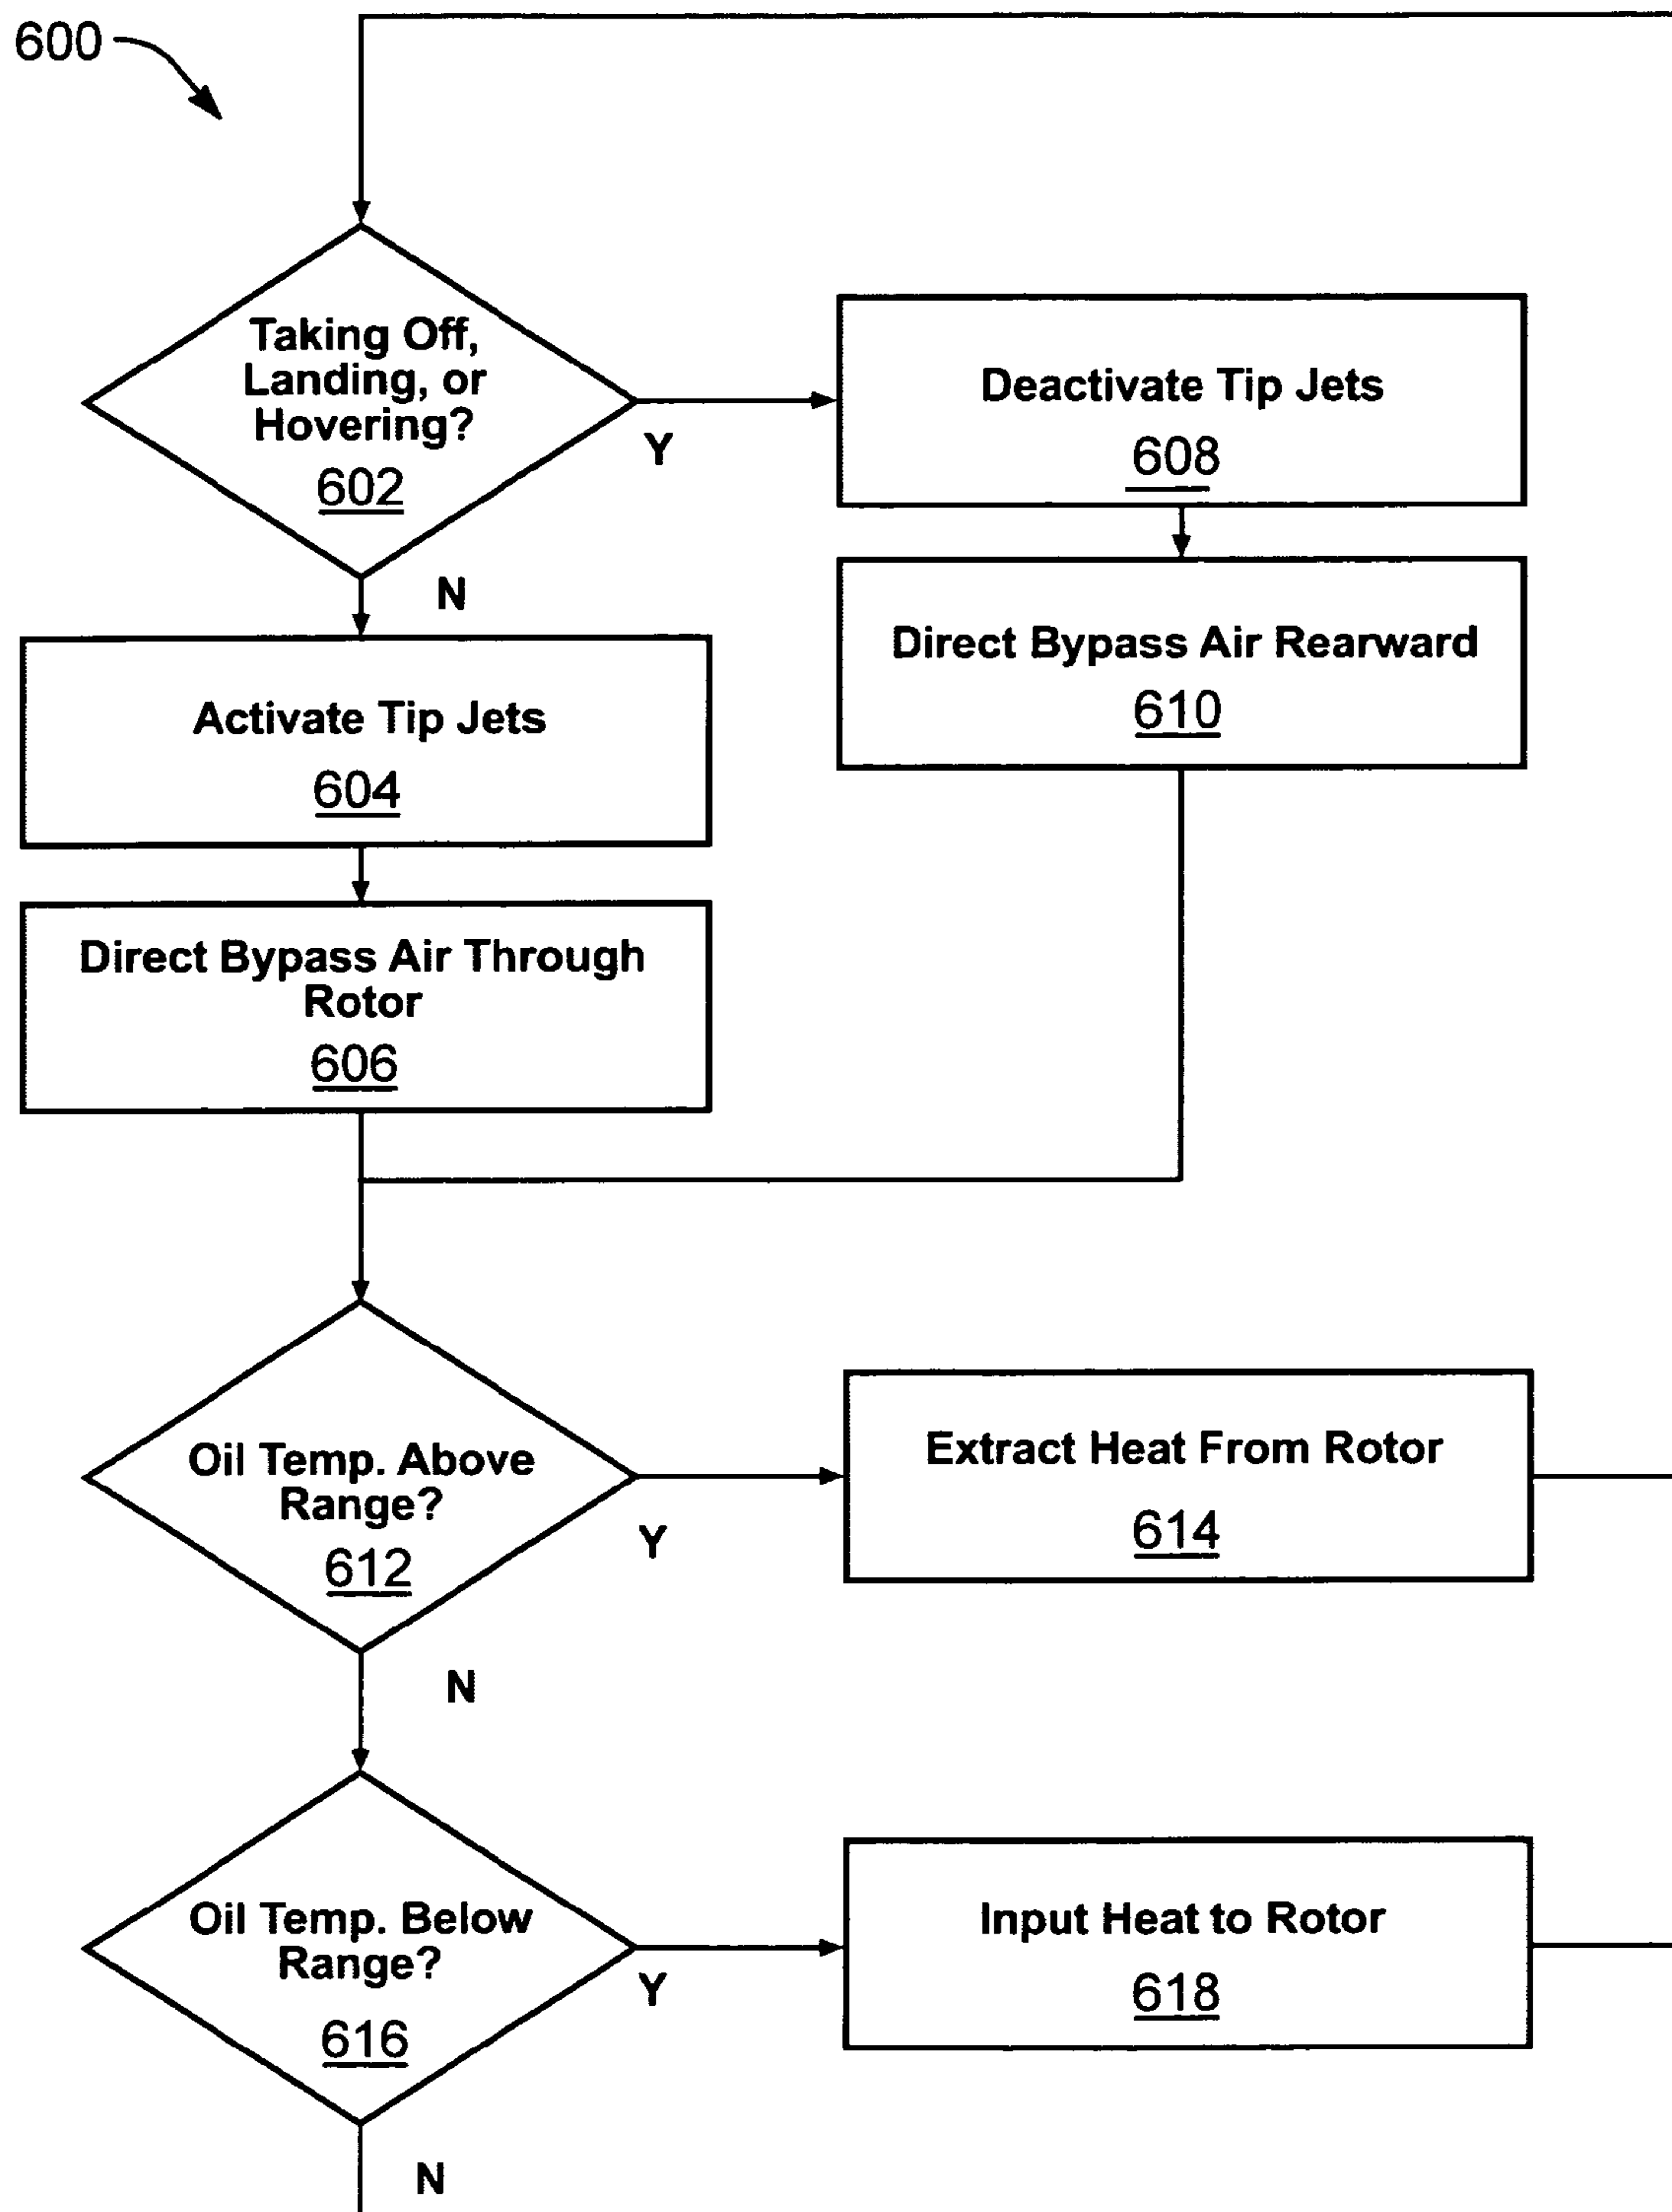 600
Taking Off,
Landing, or
Hovering?
602
Y
N
Deactivate Tip Jets
608
Direct Bypass Air Rearward
610
Activate Tip Jets
604
Direct Bypass Air Through
Rotor
606
Oil Temp. Above
Range?
612
Y
N
Extract Heat From Rotor
614
Oil Temp. Below
Range?
616
Y
N
Input Heat to Rotor
618